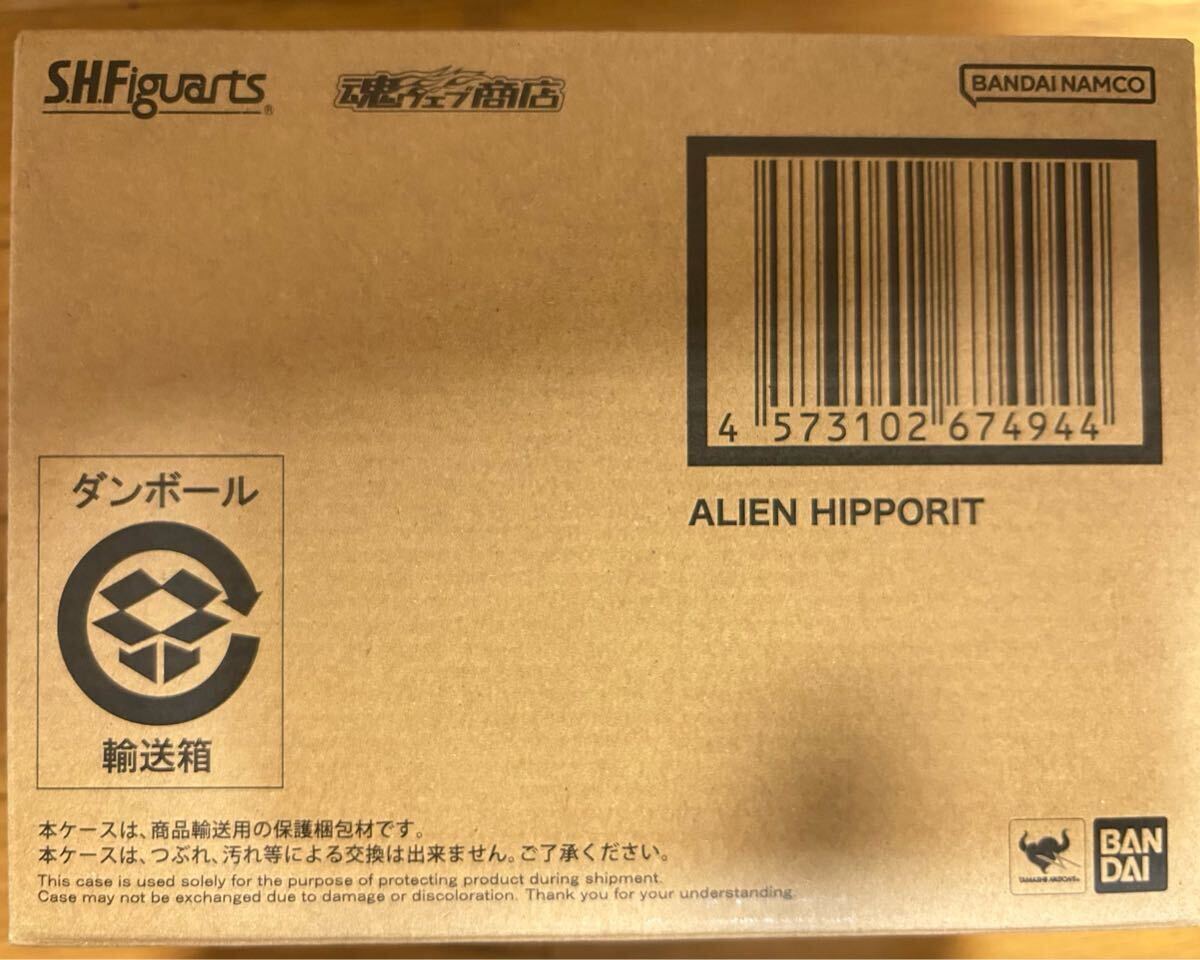 S.H.Figuarts®
魂ウェブ商店
BANDAI NAMCO
4 573102 674944
ALIEN HIPPORIT
ダンボール
輸送箱
本ケースは、商品輸送用の保護梱包材です。
本ケースは、つぶれ、汚れ等による交換は出来ません。ご了承ください。
This case is used solely for the purpose of protecting product during shipment.
Case may not be exchanged due to damage or discoloration. Thank you for your understanding.
TAMASHII NATIONS
BAN
DAI